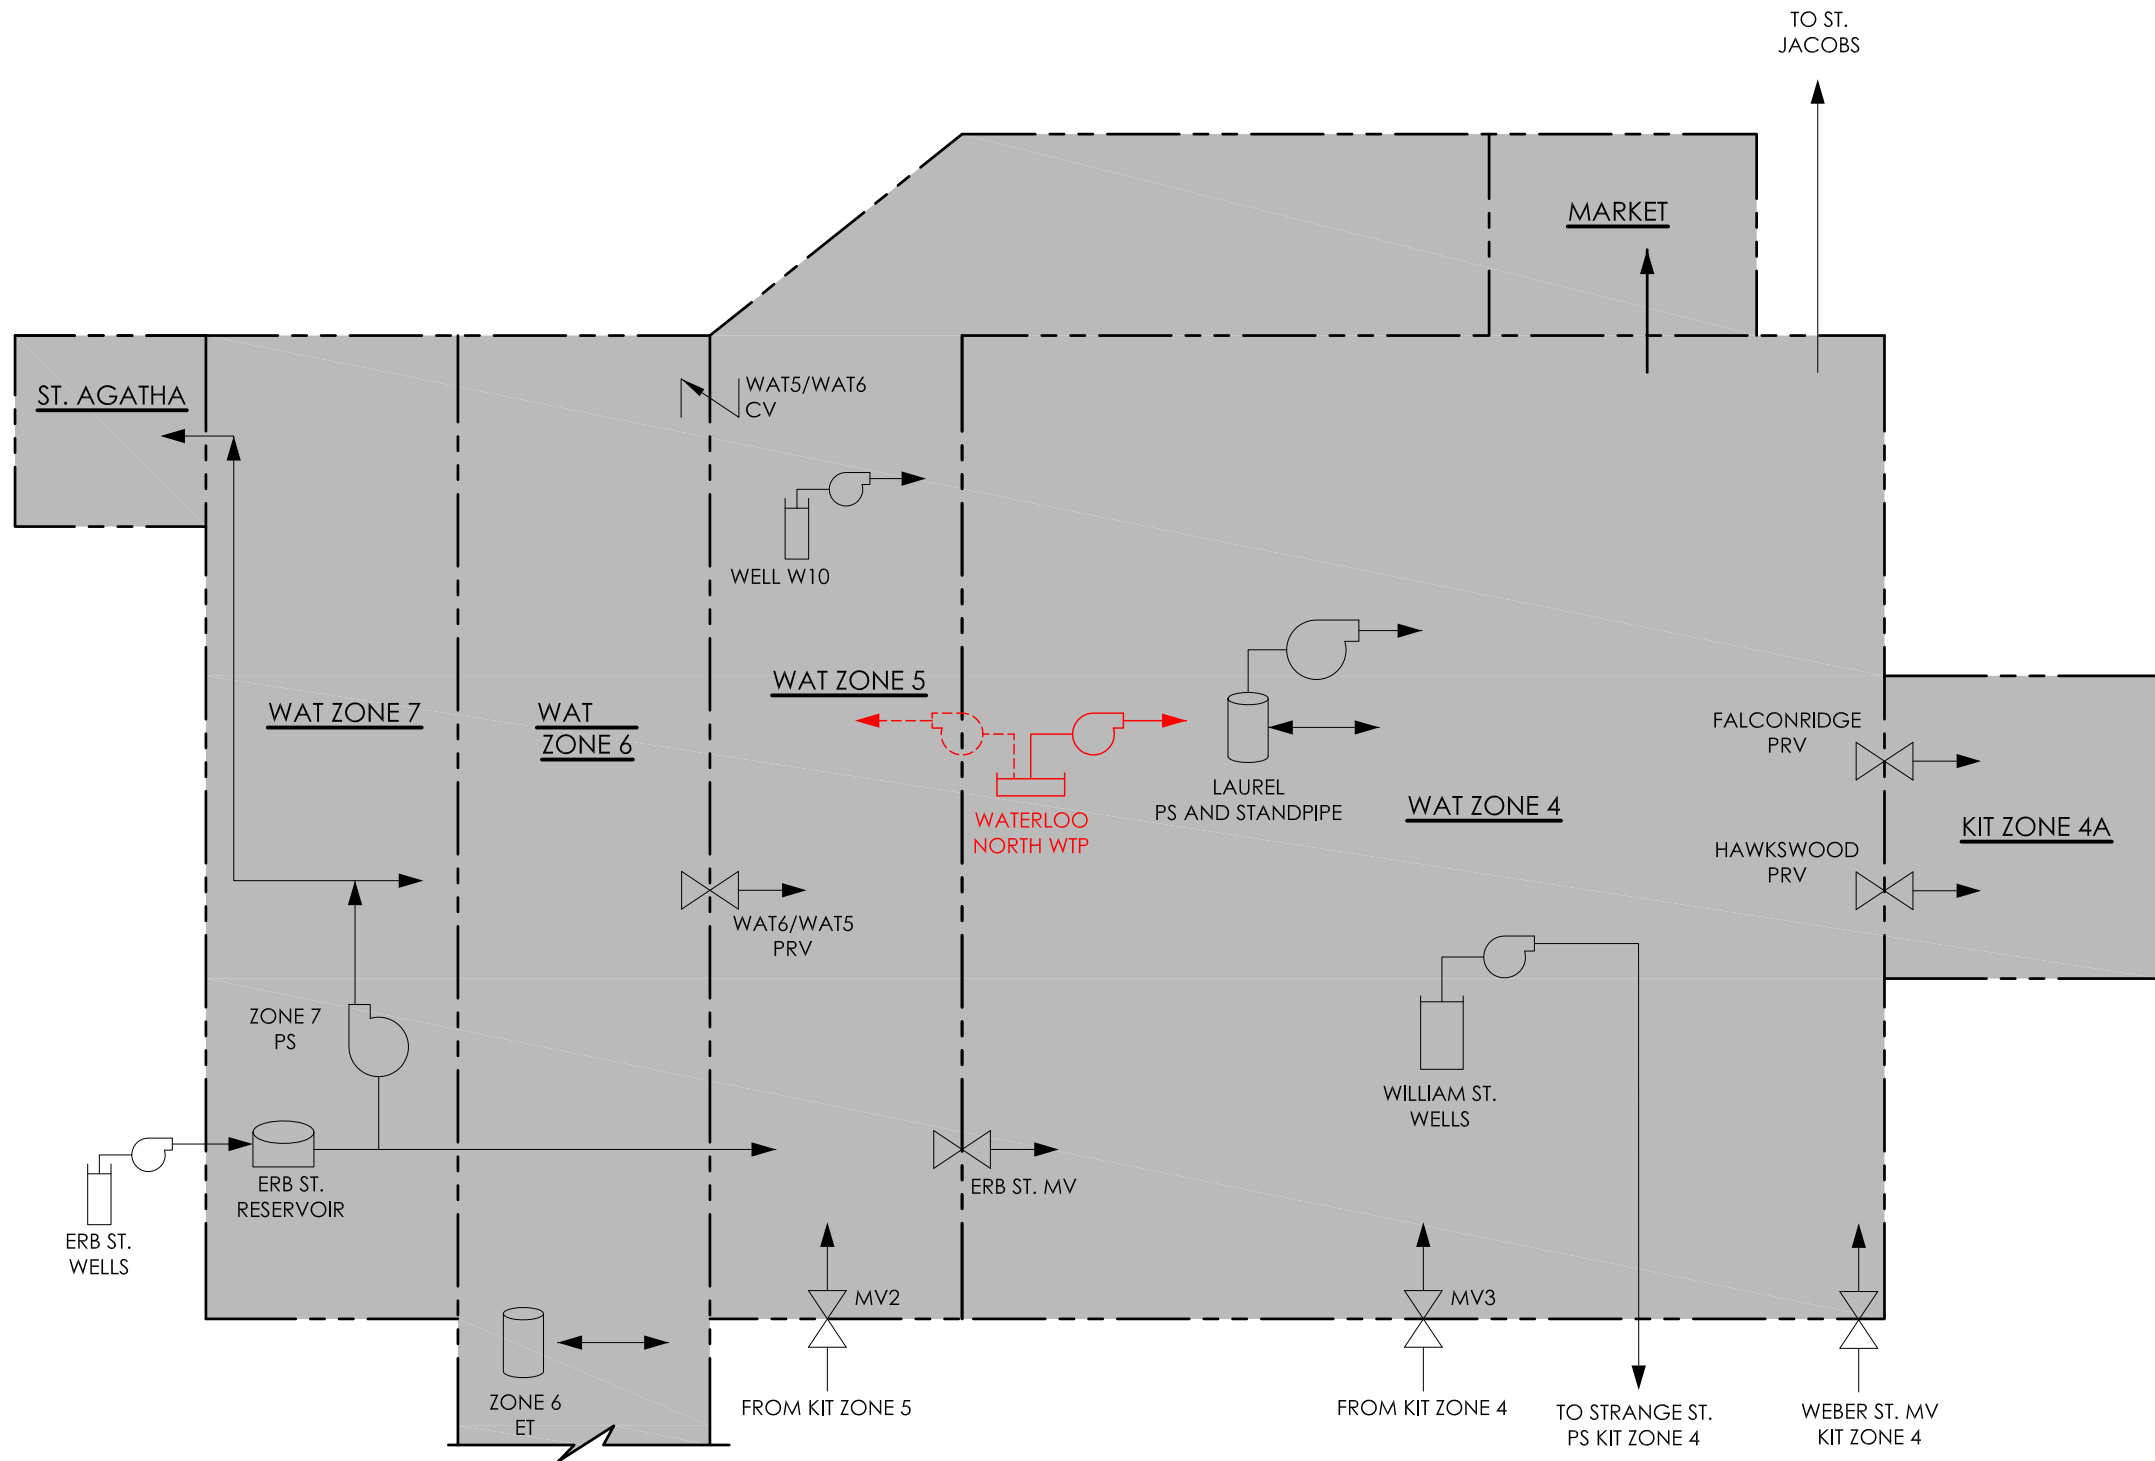 TO ST.
JACOBS
MARKET
ST. AGATHA
WAT5/WAT6
CV
WELL W10
WAT ZONE 5
WAT ZONE 7
WAT
ZONE 6
FALCONRIDGE
PRV
LAUREL
PS AND STANDPIPE
WAT ZONE 4
WATERLOO
NORTH WTP
KIT ZONE 4A
HAWKSWOOD
PRV
WAT6/WAT5
PRV
ZONE 7
PS
WILLIAM ST.
WELLS
ERB ST.
RESERVOIR
ERB ST. MV
ERB ST.
WELLS
MV2
MV3
ZONE 6
ET
FROM KIT ZONE 5
FROM KIT ZONE 4
TO STRANGE ST.
PS KIT ZONE 4
WEBER ST. MV
KIT ZONE 4